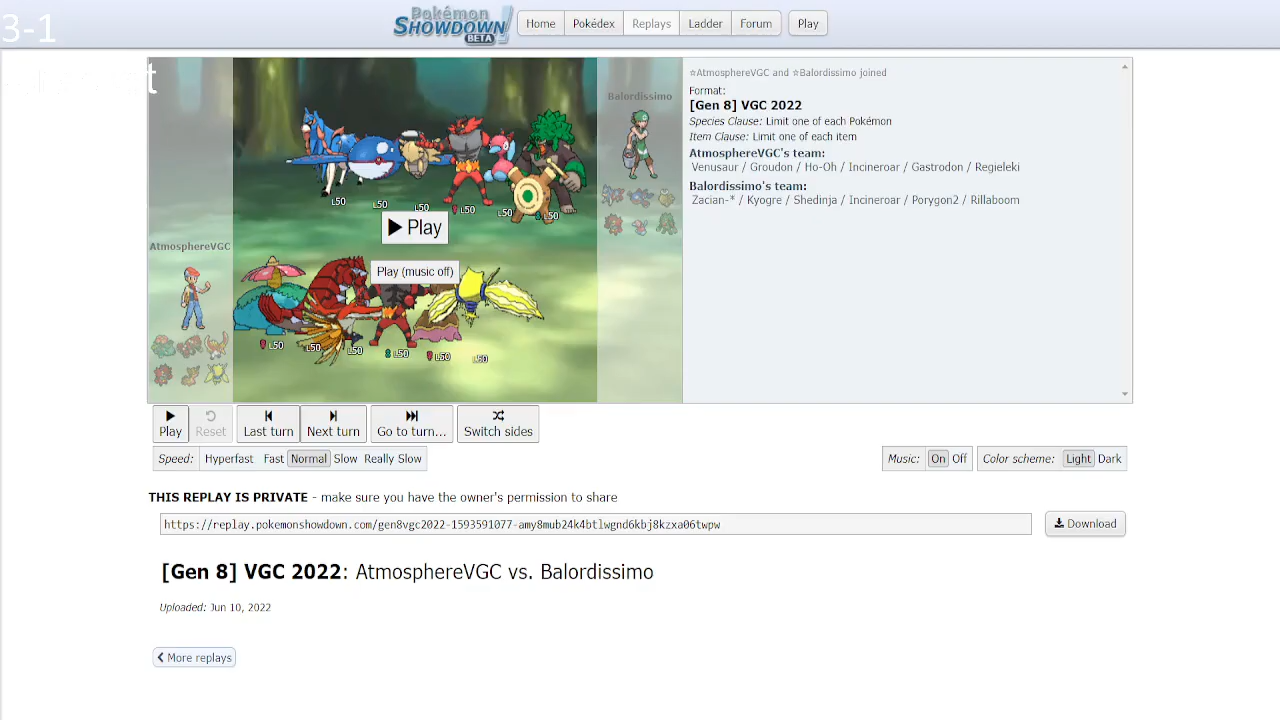 3-1
Pokémon
SHOWDOWN!
BETA
Home
Pokédex
Replays
Ladder
Forum
Play
AtmosphereVGC
Balordissimo
L50
L50
L50
L50
L50
L50
Play
Play (music off)
L50
L50
L50
L50
L50
L50
☆AtmosphereVGC and ☆Balordissimo joined
Format:
[Gen 8] VGC 2022
Species Clause: Limit one of each Pokémon
Item Clause: Limit one of each item
AtmosphereVGC's team:
Venusaur / Groudon / Ho-Oh / Incineroar / Gastrodon / Regieleki
Balordissimo's team:
Zacian-* / Kyogre / Shedinja / Incineroar / Porygon2 / Rillaboom
Play
Reset
Last turn
Next turn
Go to turn...
Switch sides
Speed: Hyperfast Fast Normal Slow Really Slow
Music: On Off
Color scheme: Light Dark
THIS REPLAY IS PRIVATE - make sure you have the owner's permission to share
https://replay.pokemonshowdown.com/gen8vgc2022-1593591077-amy8mub24k4btlwgnd6kbj8kzxa06twpw
Download
[Gen 8] VGC 2022: AtmosphereVGC vs. Balordissimo
Uploaded: Jun 10, 2022
More replays